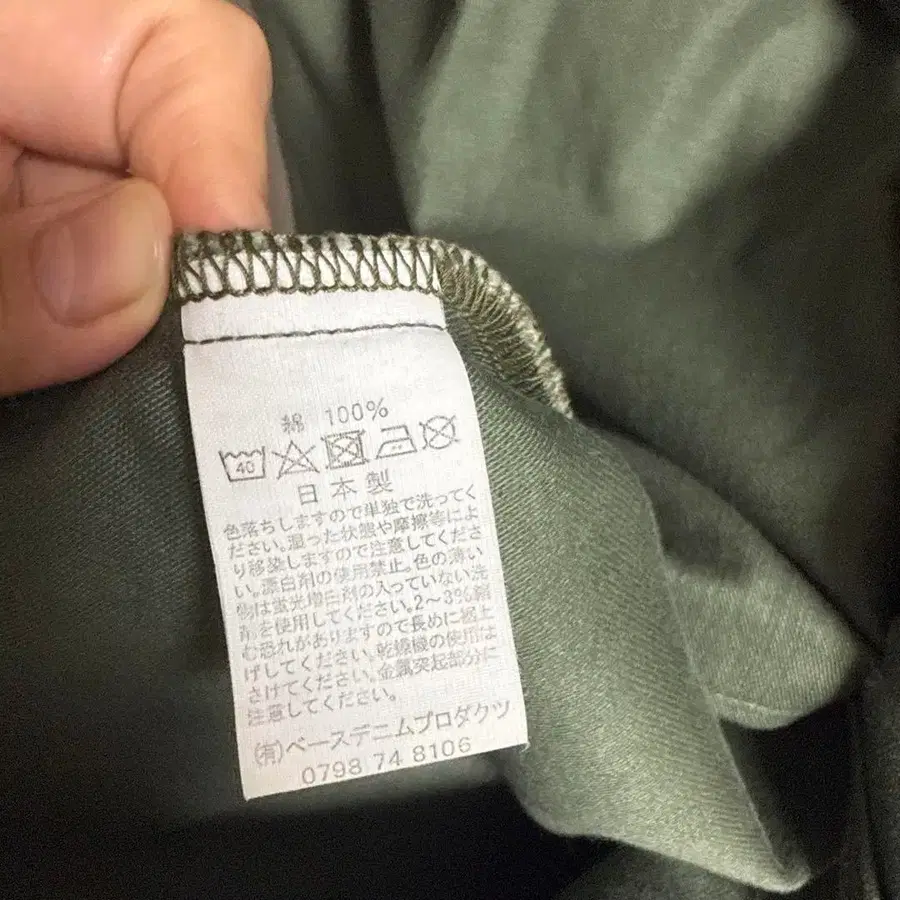 綿 100%
40
日本製
色落ちしますので単独で洗ってく
ださい。湿った状態や摩擦等によ
り移染しますので注意してくださ
い。漂白剤の使用禁止。色の薄い
物は蛍光増白剤の入っていない洗
剤を使用してください。2～3%縮
む恐れがありますので長めに裾上
げしてください。乾燥機の使用は
さけてください。金属突起部分に
注意してください。
(有)ベースデニムプロダクツ
0798 74 8106